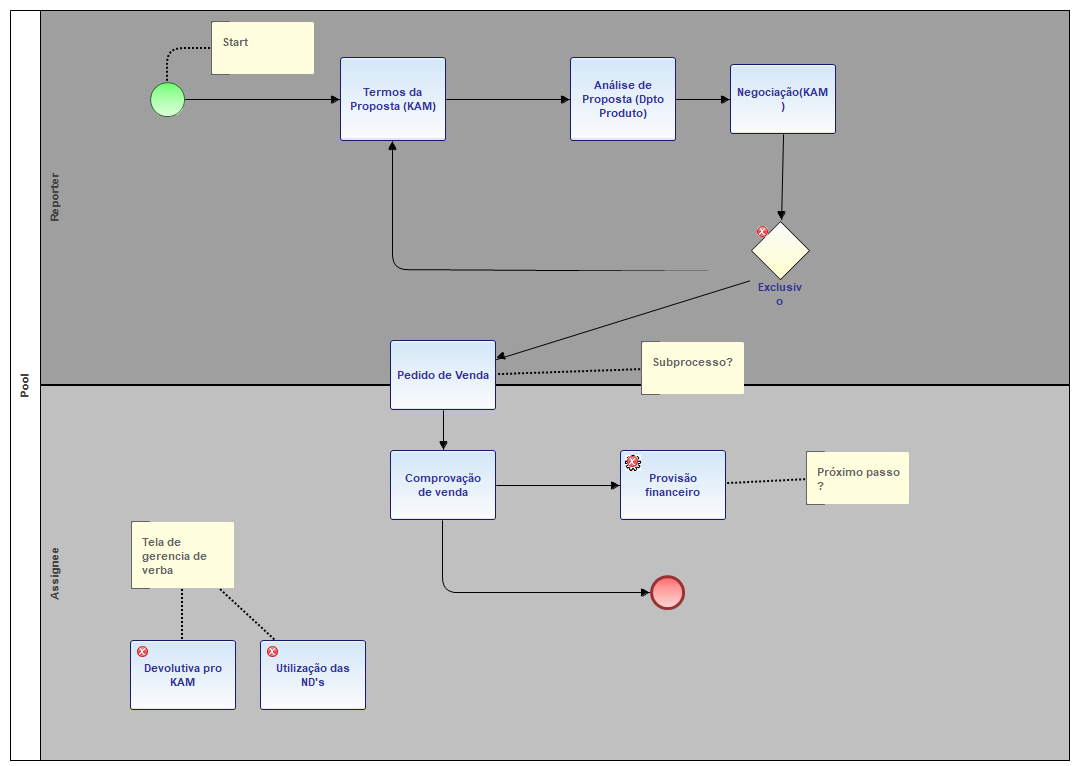 Pool
Reporter
Start
Termos da
Proposta (KAM)
Análise de
Proposta (Dpto
Produto)
Negociação(KAM
)
Exclusiv
o
Pedido de Venda
Subprocesso?
Assignee
Comprovação
de venda
Provisão
financeiro
Próximo passo
?
Tela de
gerencia de
verba
Devolutiva pro
KAM
Utilização das
ND's